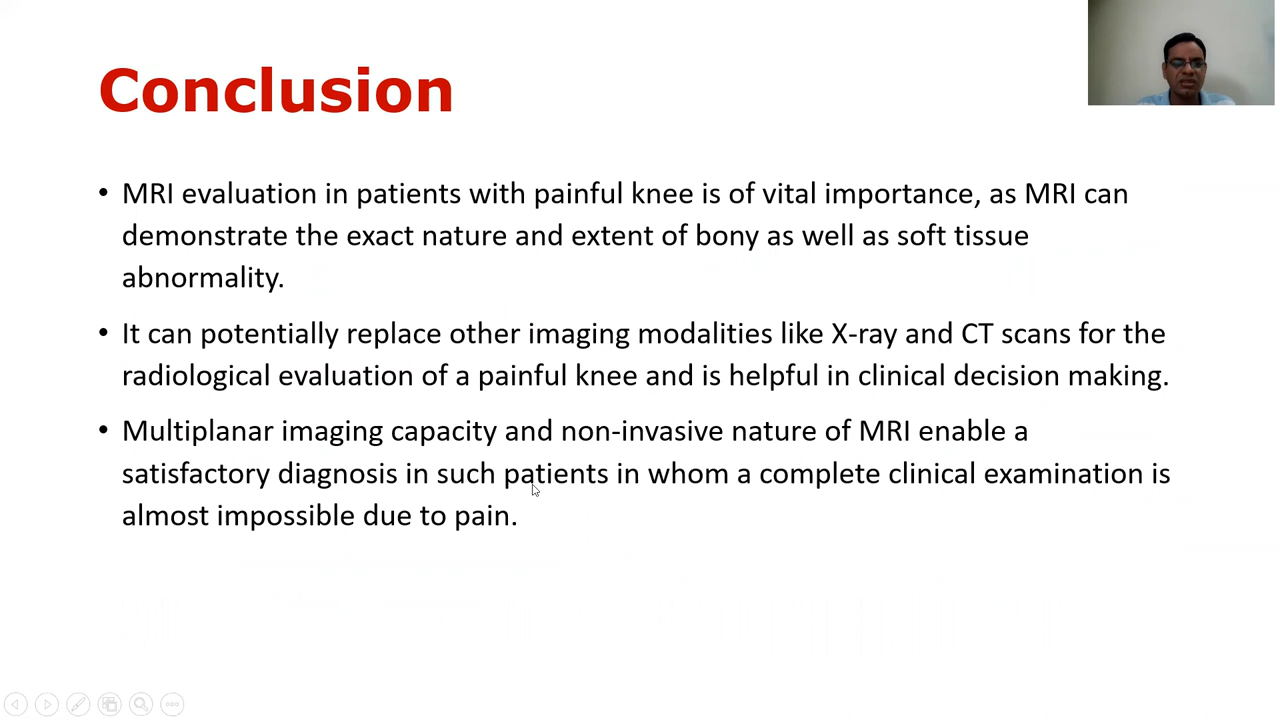 Conclusion
• MRI evaluation in patients with painful knee is of vital importance, as MRI can
demonstrate the exact nature and extent of bony as well as soft tissue
abnormality.
• It can potentially replace other imaging modalities like X-ray and CT scans for the
radiological evaluation of a painful knee and is helpful in clinical decision making.
• Multiplanar imaging capacity and non-invasive nature of MRI enable a
satisfactory diagnosis in such patients in whom a complete clinical examination is
almost impossible due to pain.